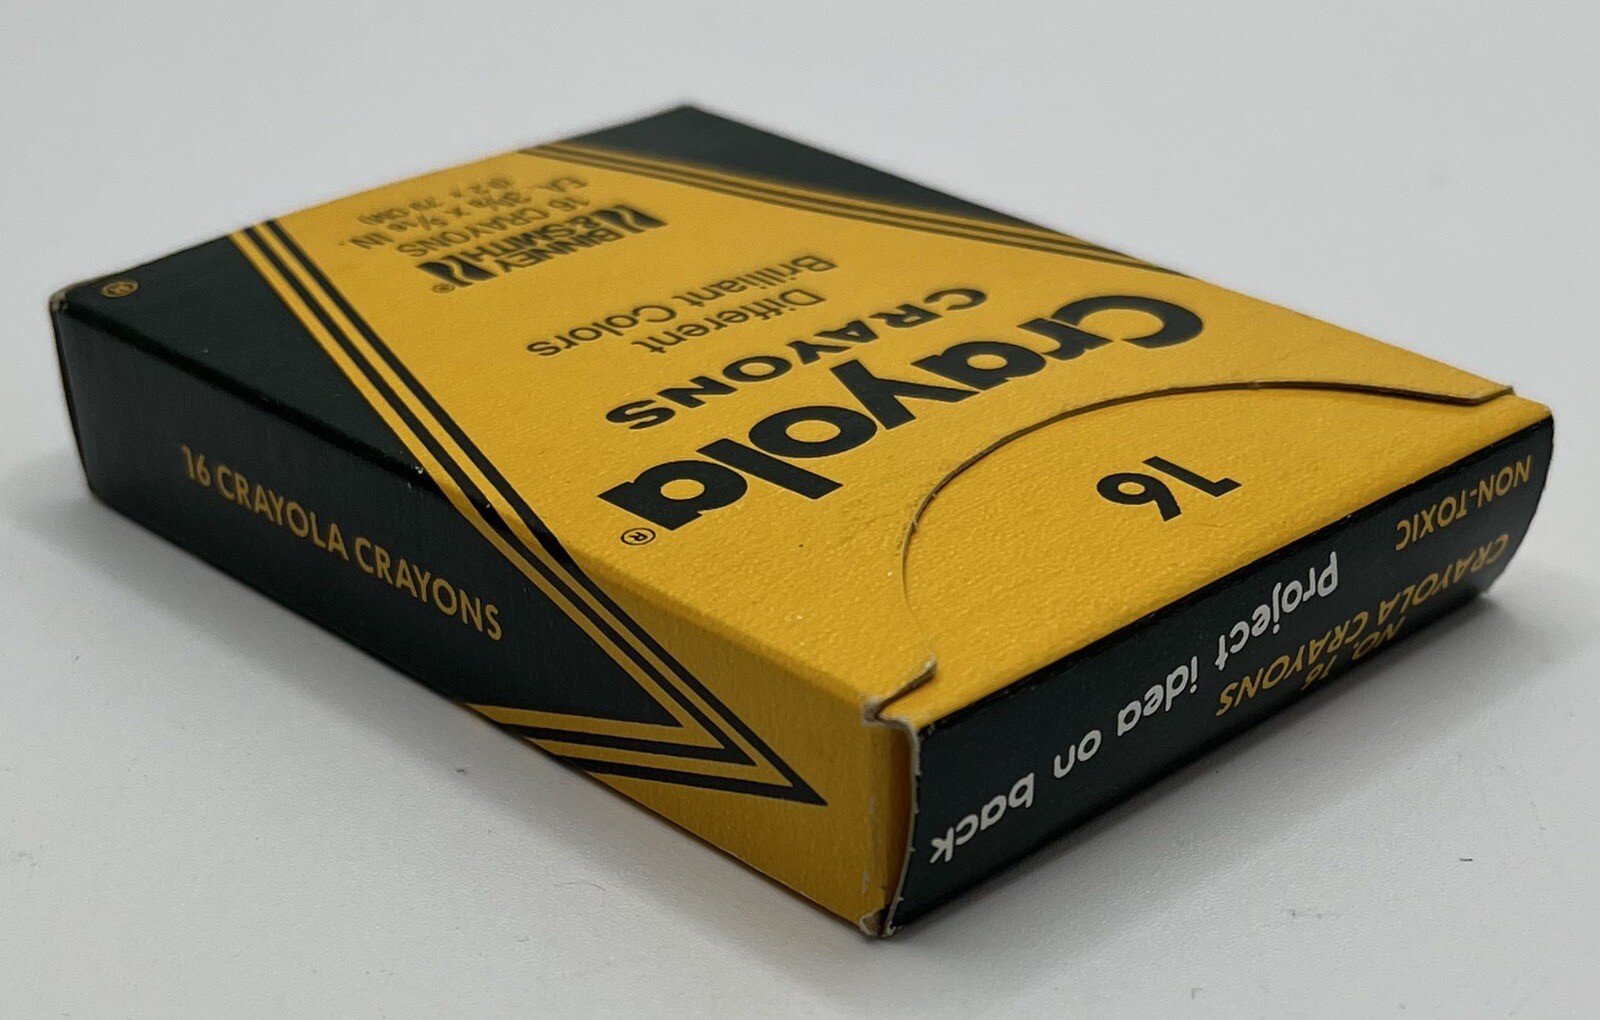 16
Crayola®
CRAYONS
Different
Brilliant Colors
BINNEY
&SMITH®
16 CRAYONS
EA. 3⅝ X 5/16 IN.
16 CRAYOLA CRAYONS
NON-TOXIC
CRAYOLA CRAYONS
NO. 16
Project idea on back